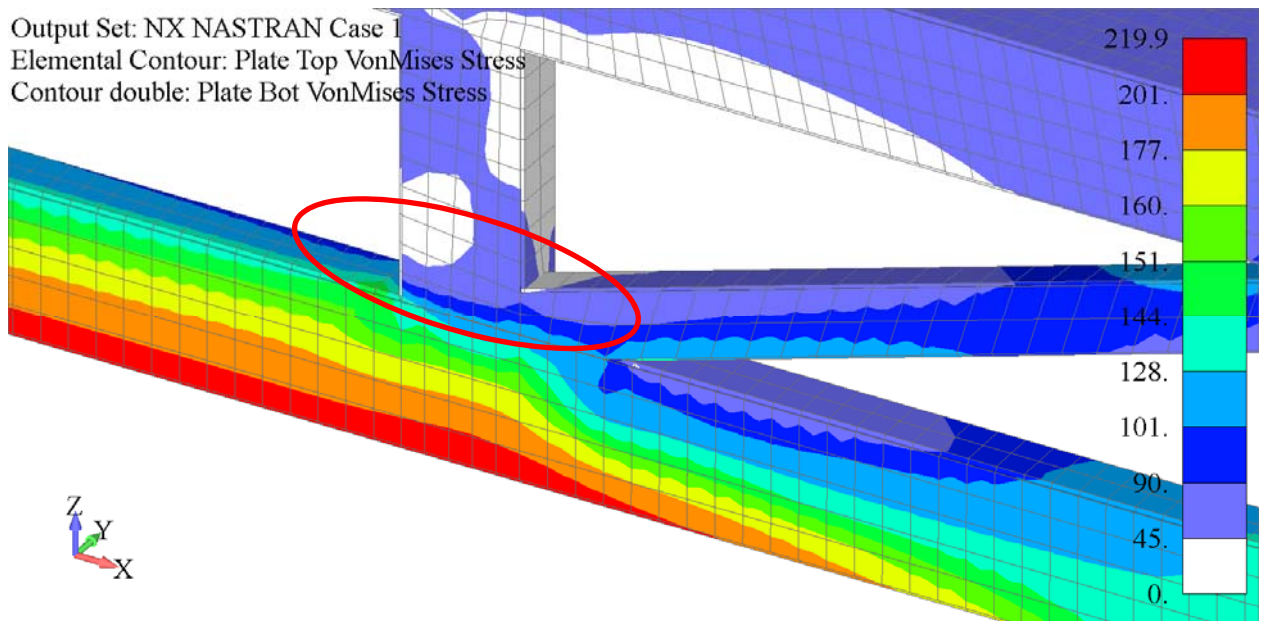 Output Set: NX NASTRAN Case 1
Elemental Contour: Plate Top VonMises Stress
Contour double: Plate Bot VonMises Stress
219.9
201.
177.
160.
151.
144.
128.
101.
90.
45.
0.
Z
Y
X